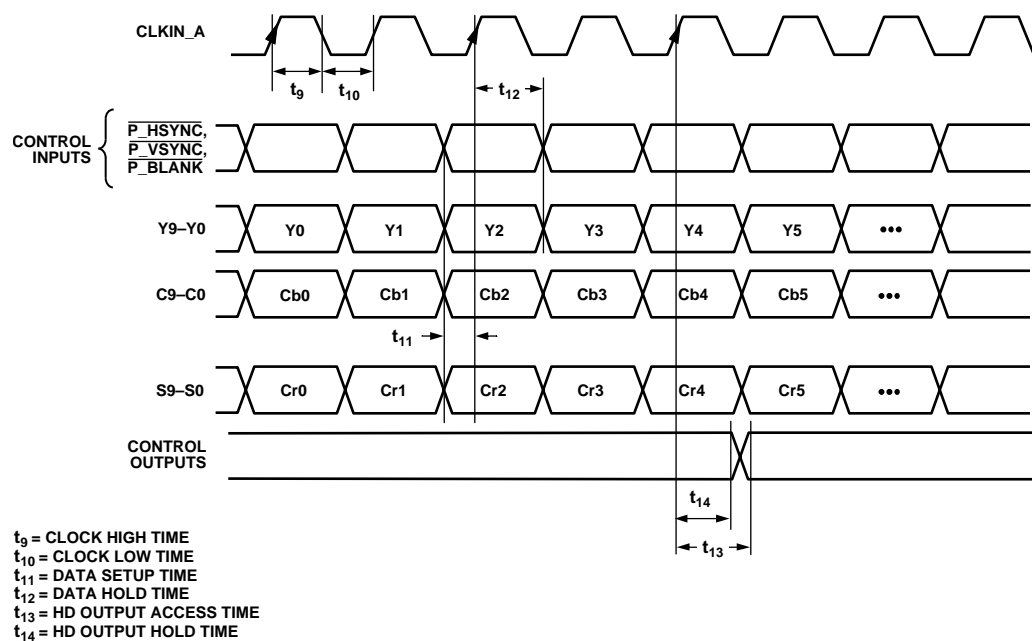 CLKIN_A
t9
t10
t12
CONTROL
INPUTS
P_HSYNC,
P_VSYNC,
P_BLANK
Y9–Y0 Y0 Y1 Y2 Y3 Y4 Y5 •••
C9–C0 Cb0 Cb1 Cb2 Cb3 Cb4 Cb5 •••
t11
S9–S0 Cr0 Cr1 Cr2 Cr3 Cr4 Cr5 •••
CONTROL
OUTPUTS
t14
t13
t9 = CLOCK HIGH TIME
t10 = CLOCK LOW TIME
t11 = DATA SETUP TIME
t12 = DATA HOLD TIME
t13 = HD OUTPUT ACCESS TIME
t14 = HD OUTPUT HOLD TIME